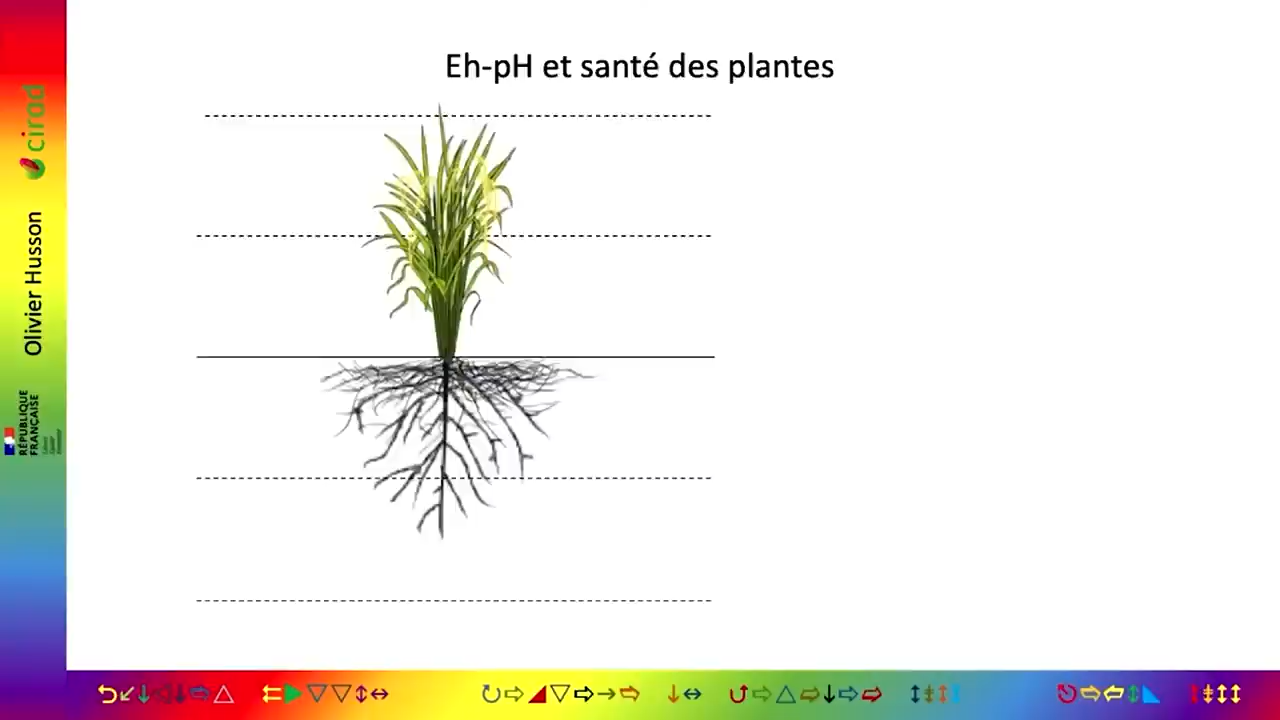 Eh-pH et santé des plantes
cirad
Olivier Husson
RÉPUBLIQUE
FRANÇAISE